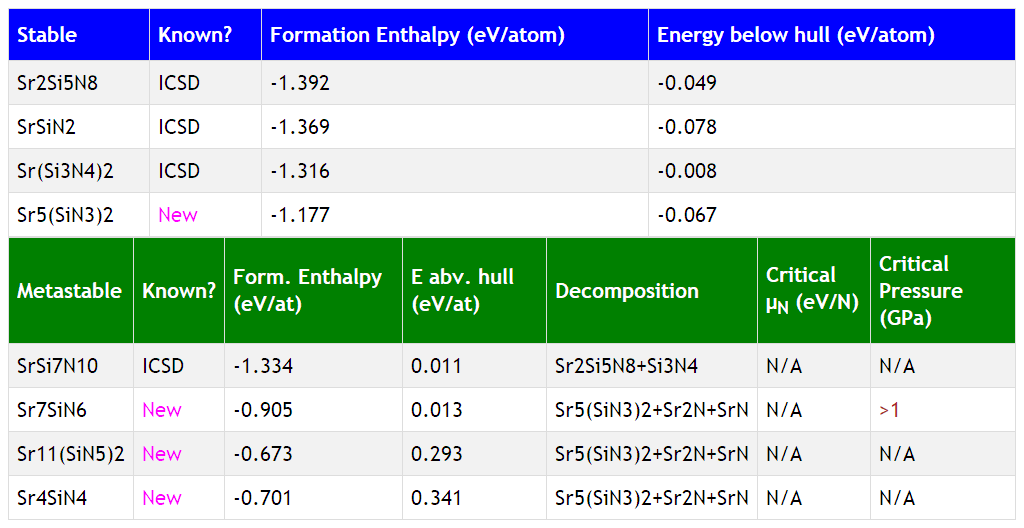 Stable Known? Formation Enthalpy (eV/atom) Energy below hull (eV/atom)
Sr2Si5N8 ICSD -1.392 -0.049
SrSiN2 ICSD -1.369 -0.078
Sr(Si3N4)2 ICSD -1.316 -0.008
Sr5(SiN3)2 New -1.177 -0.067
Metastable Known? Form. Enthalpy (eV/at) E abv. hull (eV/at) Decomposition Critical μN (eV/N) Critical Pressure (GPa)
SrSi7N10 ICSD -1.334 0.011 Sr2Si5N8+Si3N4 N/A N/A
Sr7SiN6 New -0.905 0.013 Sr5(SiN3)2+Sr2N+SrN N/A >1
Sr11(SiN5)2 New -0.673 0.293 Sr5(SiN3)2+Sr2N+SrN N/A N/A
Sr4SiN4 New -0.701 0.341 Sr5(SiN3)2+Sr2N+SrN N/A N/A